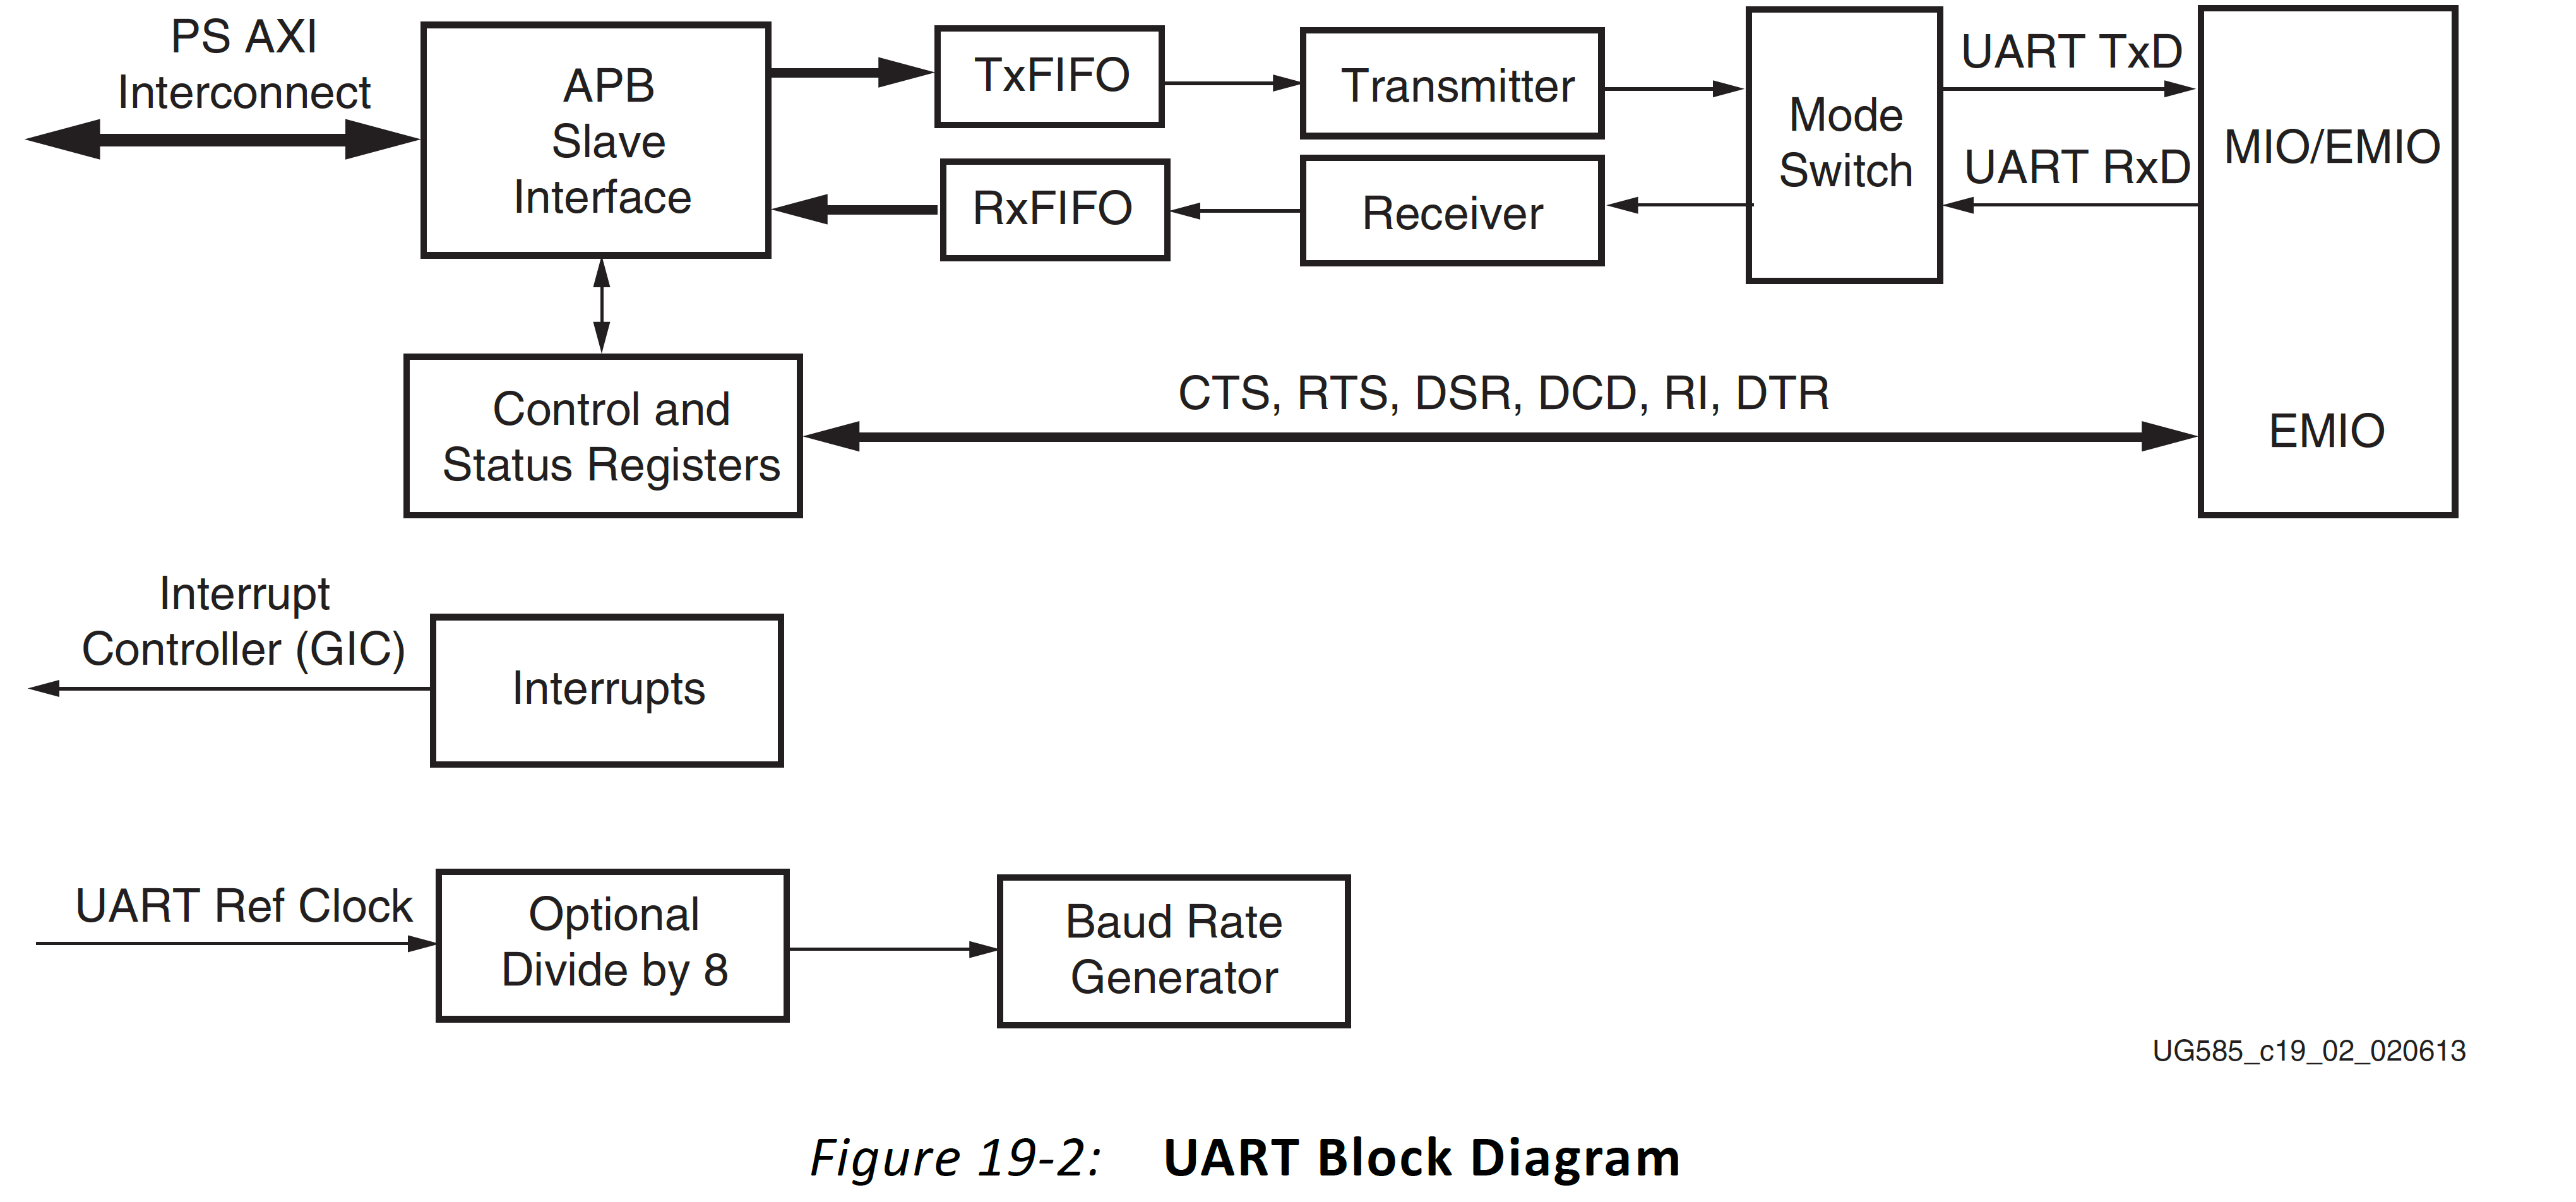 PS AXI
Interconnect
APB
Slave
Interface
TxFIFO
Transmitter
Mode
Switch
UART TxD
UART RxD
MIO/EMIO
RxFIFO
Receiver
Control and
Status Registers
CTS, RTS, DSR, DCD, RI, DTR
EMIO
Interrupt
Controller (GIC)
Interrupts
UART Ref Clock
Optional
Divide by 8
Baud Rate
Generator
UG585_c19_02_020613
Figure 19-2: UART Block Diagram